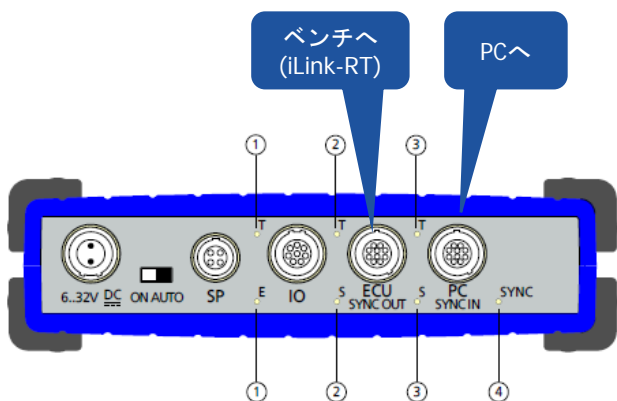 ベンチへ
(iLink-RT)
PCへ
① ② ③
T T T
6..32V DC ON AUTO SP E IO S ECU S PC SYNC
SYNC OUT SYNC IN
① ② ③ ④